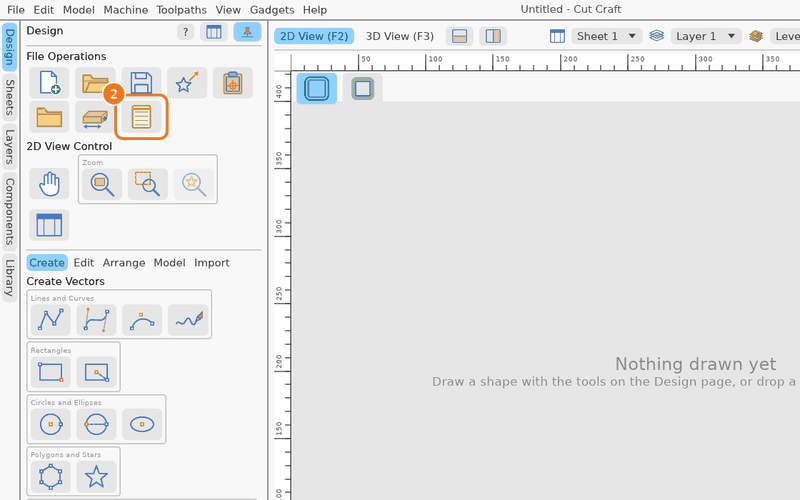 File Edit Model Machine Toolpaths View Gadgets Help Untitled - Cut Craft
Design
?
2D View (F2) 3D View (F3) Sheet 1 Layer 1 Leve
File Operations
2
50 100 150 200 250 300 350
400
350
300
250
200
150
2D View Control
Zoom
Create Edit Arrange Model Import
Create Vectors
Lines and Curves
Rectangles
Circles and Ellipses
Polygons and Stars
Design
Sheets
Layers
Components
Library
Nothing drawn yet
Draw a shape with the tools on the Design page, or drop a